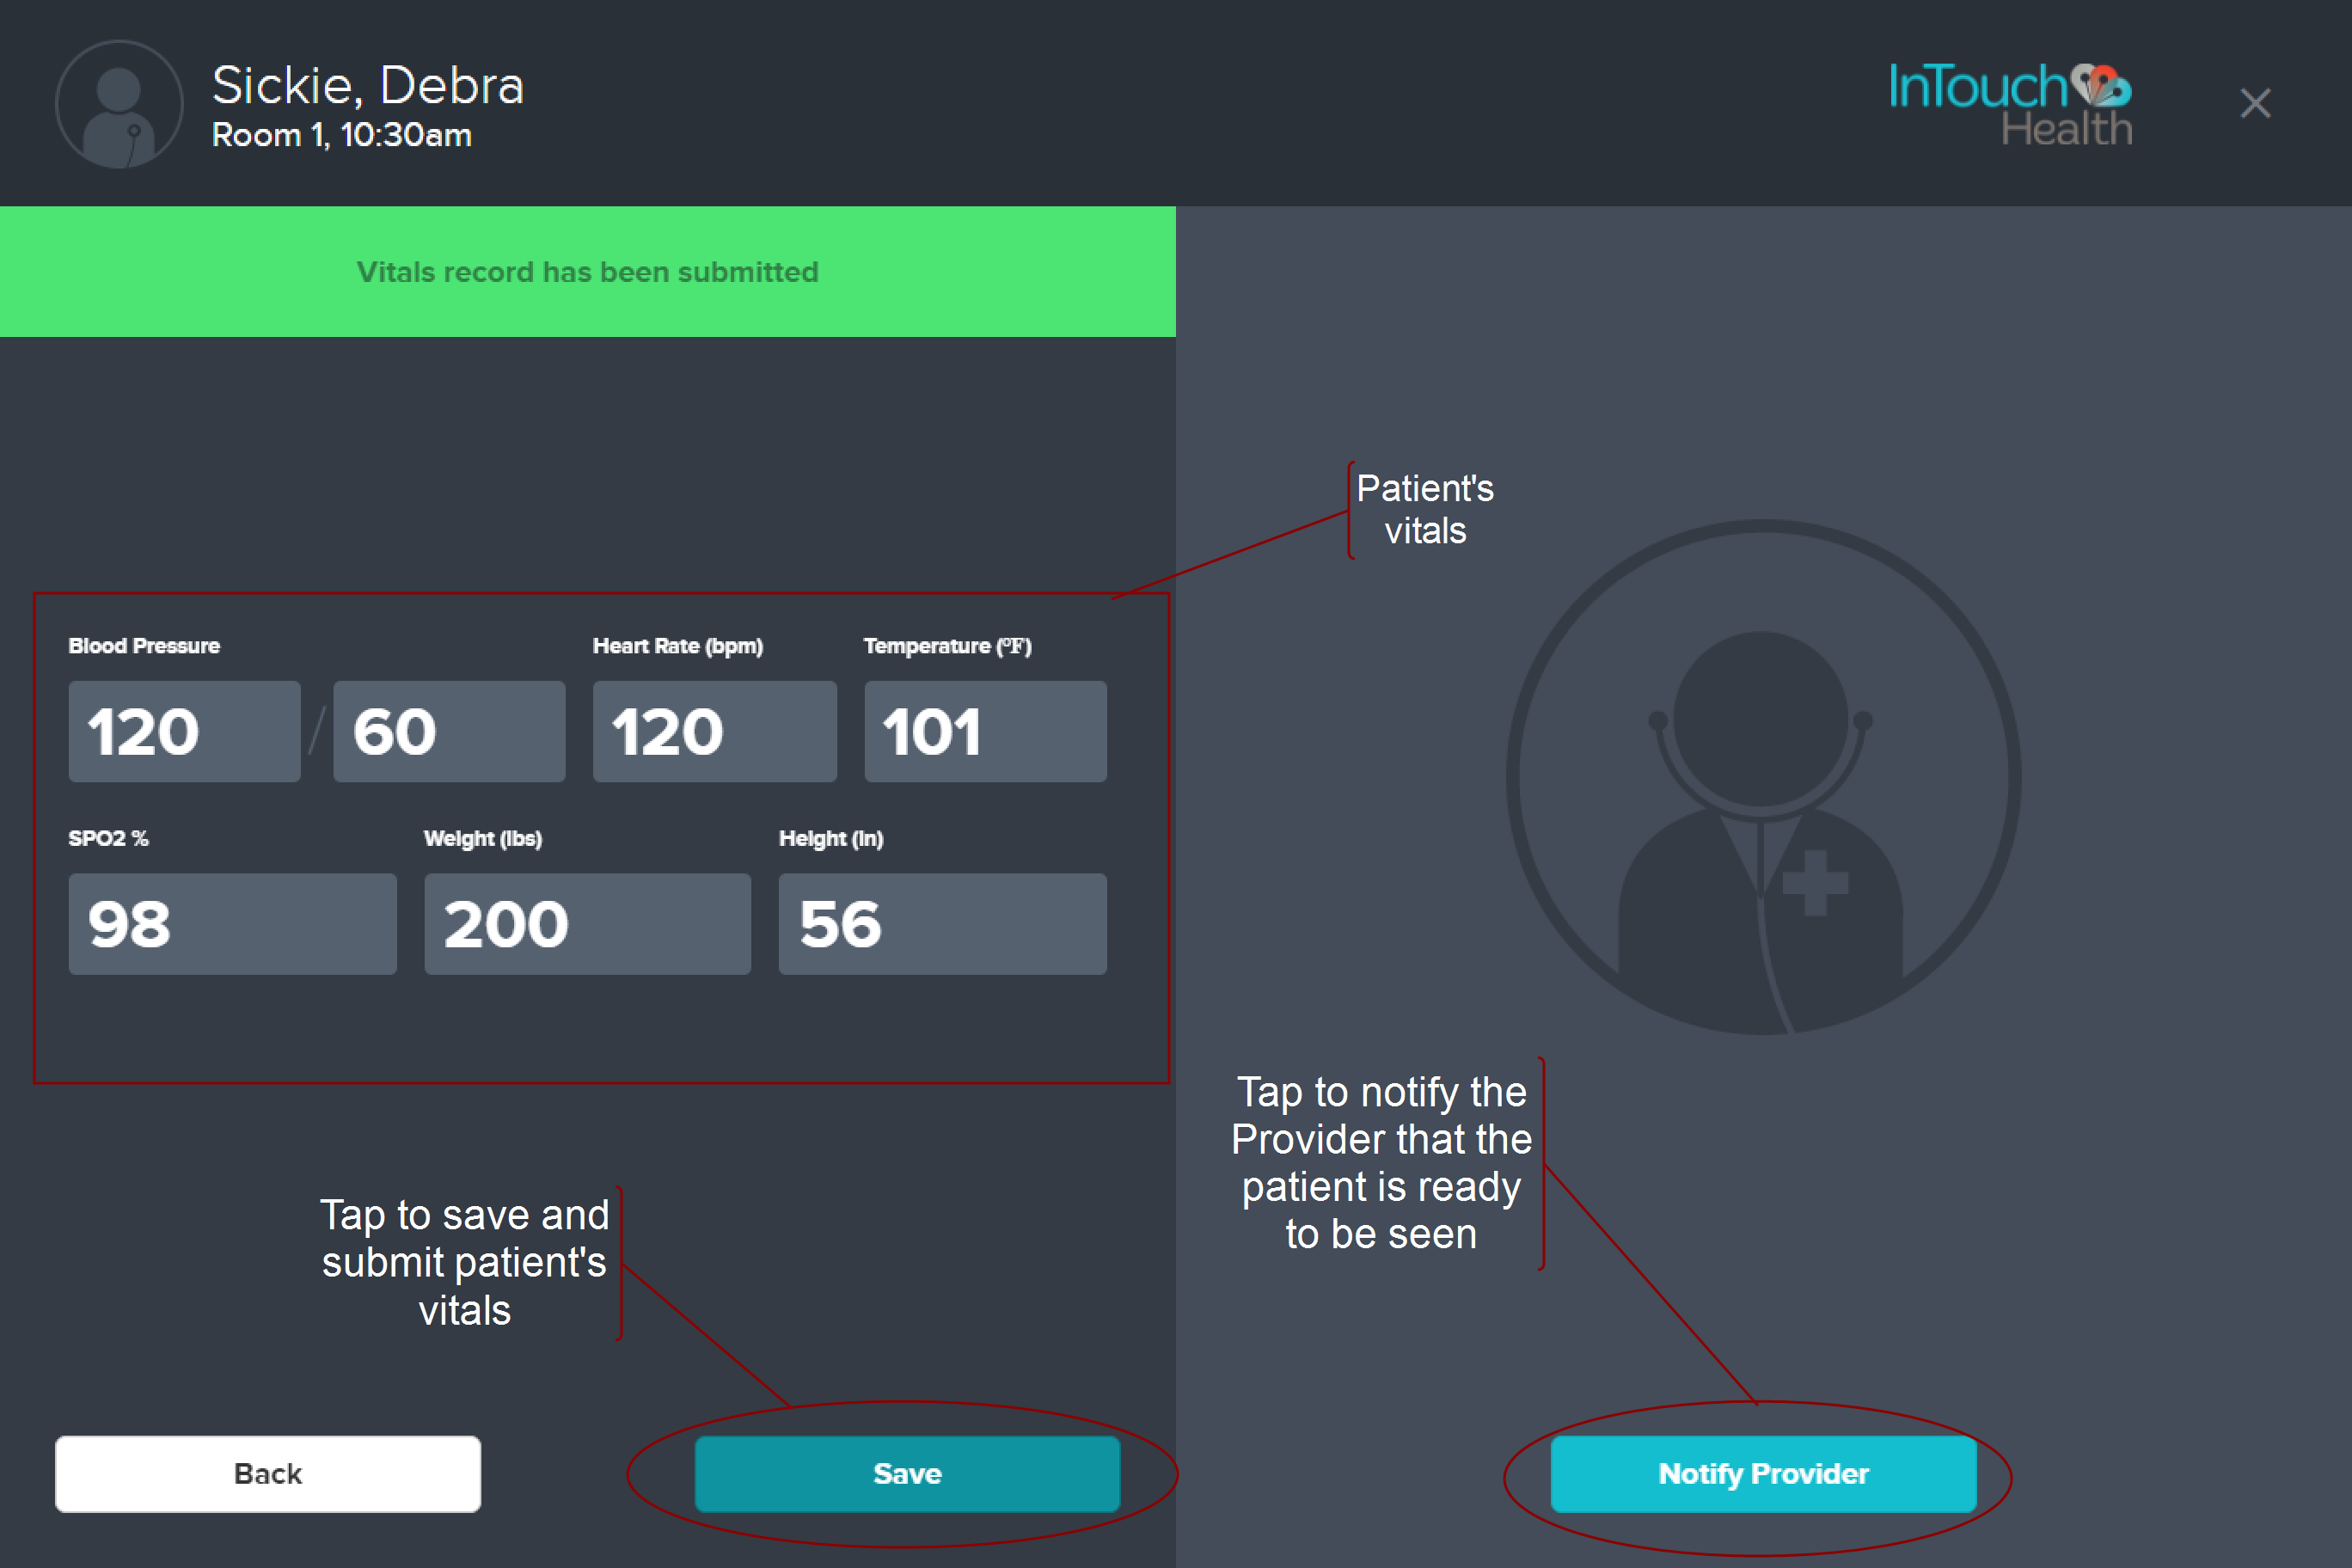 Sickie, Debra
Room 1, 10:30am
InTouch
Health
Vitals record has been submitted
Patient's
vitals
Blood Pressure
Heart Rate (bpm)
Temperature (°F)
120 / 60
120
101
SPO2 %
Weight (lbs)
Height (in)
98
200
56
Tap to notify the
Provider that the
patient is ready
to be seen
Tap to save and
submit patient's
vitals
Back
Save
Notify Provider